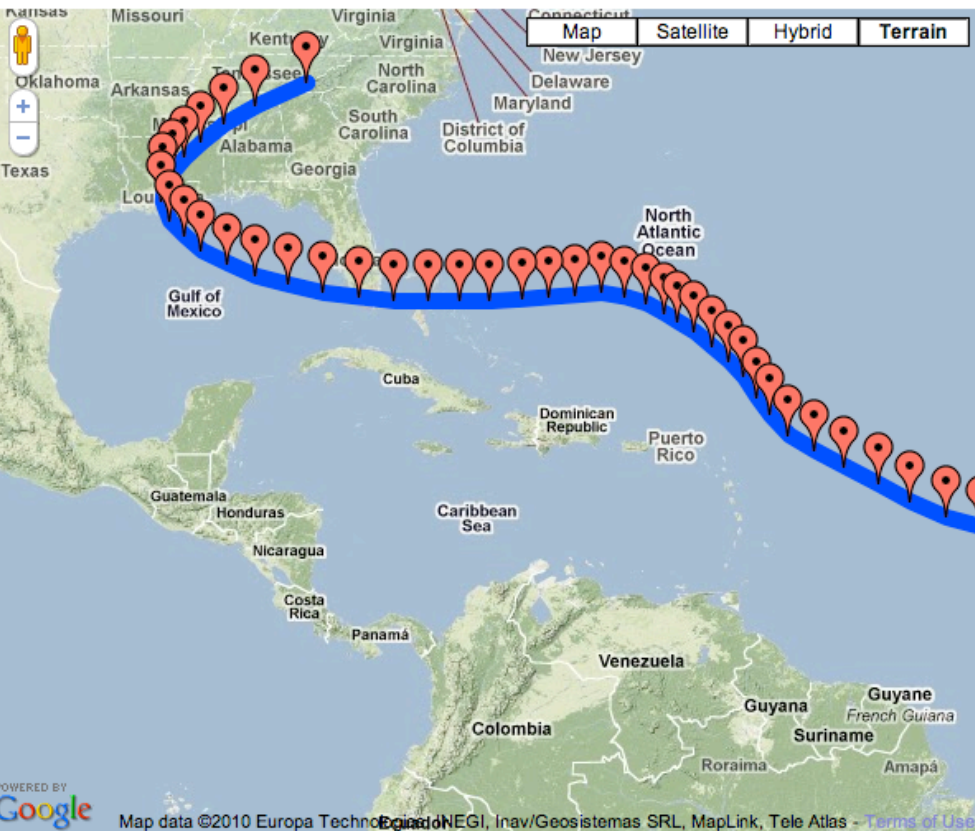 Kansas
Missouri
Virginia
Connecticut
Map
Satellite
Hybrid
Terrain
Virginia
New Jersey
Oklahoma
Arkansas
North
Carolina
Delaware
Maryland
South
Carolina
District of
Columbia
Alabama
Georgia
Texas
North
Atlantic
Ocean
Gulf of
Mexico
Cuba
Dominican
Republic
Puerto
Rico
Guatemala
Honduras
Caribbean
Sea
Nicaragua
Costa
Rica
Panamá
Venezuela
Guyana
Guyane
French Guiana
Suriname
Colombia
Roraima
Amapá
POWERED BY
Google
Ecuador
Map data ©2010 Europa Technologies, INEGI, Inav/Geosistemas SRL, MapLink, Tele Atlas - Terms of Use